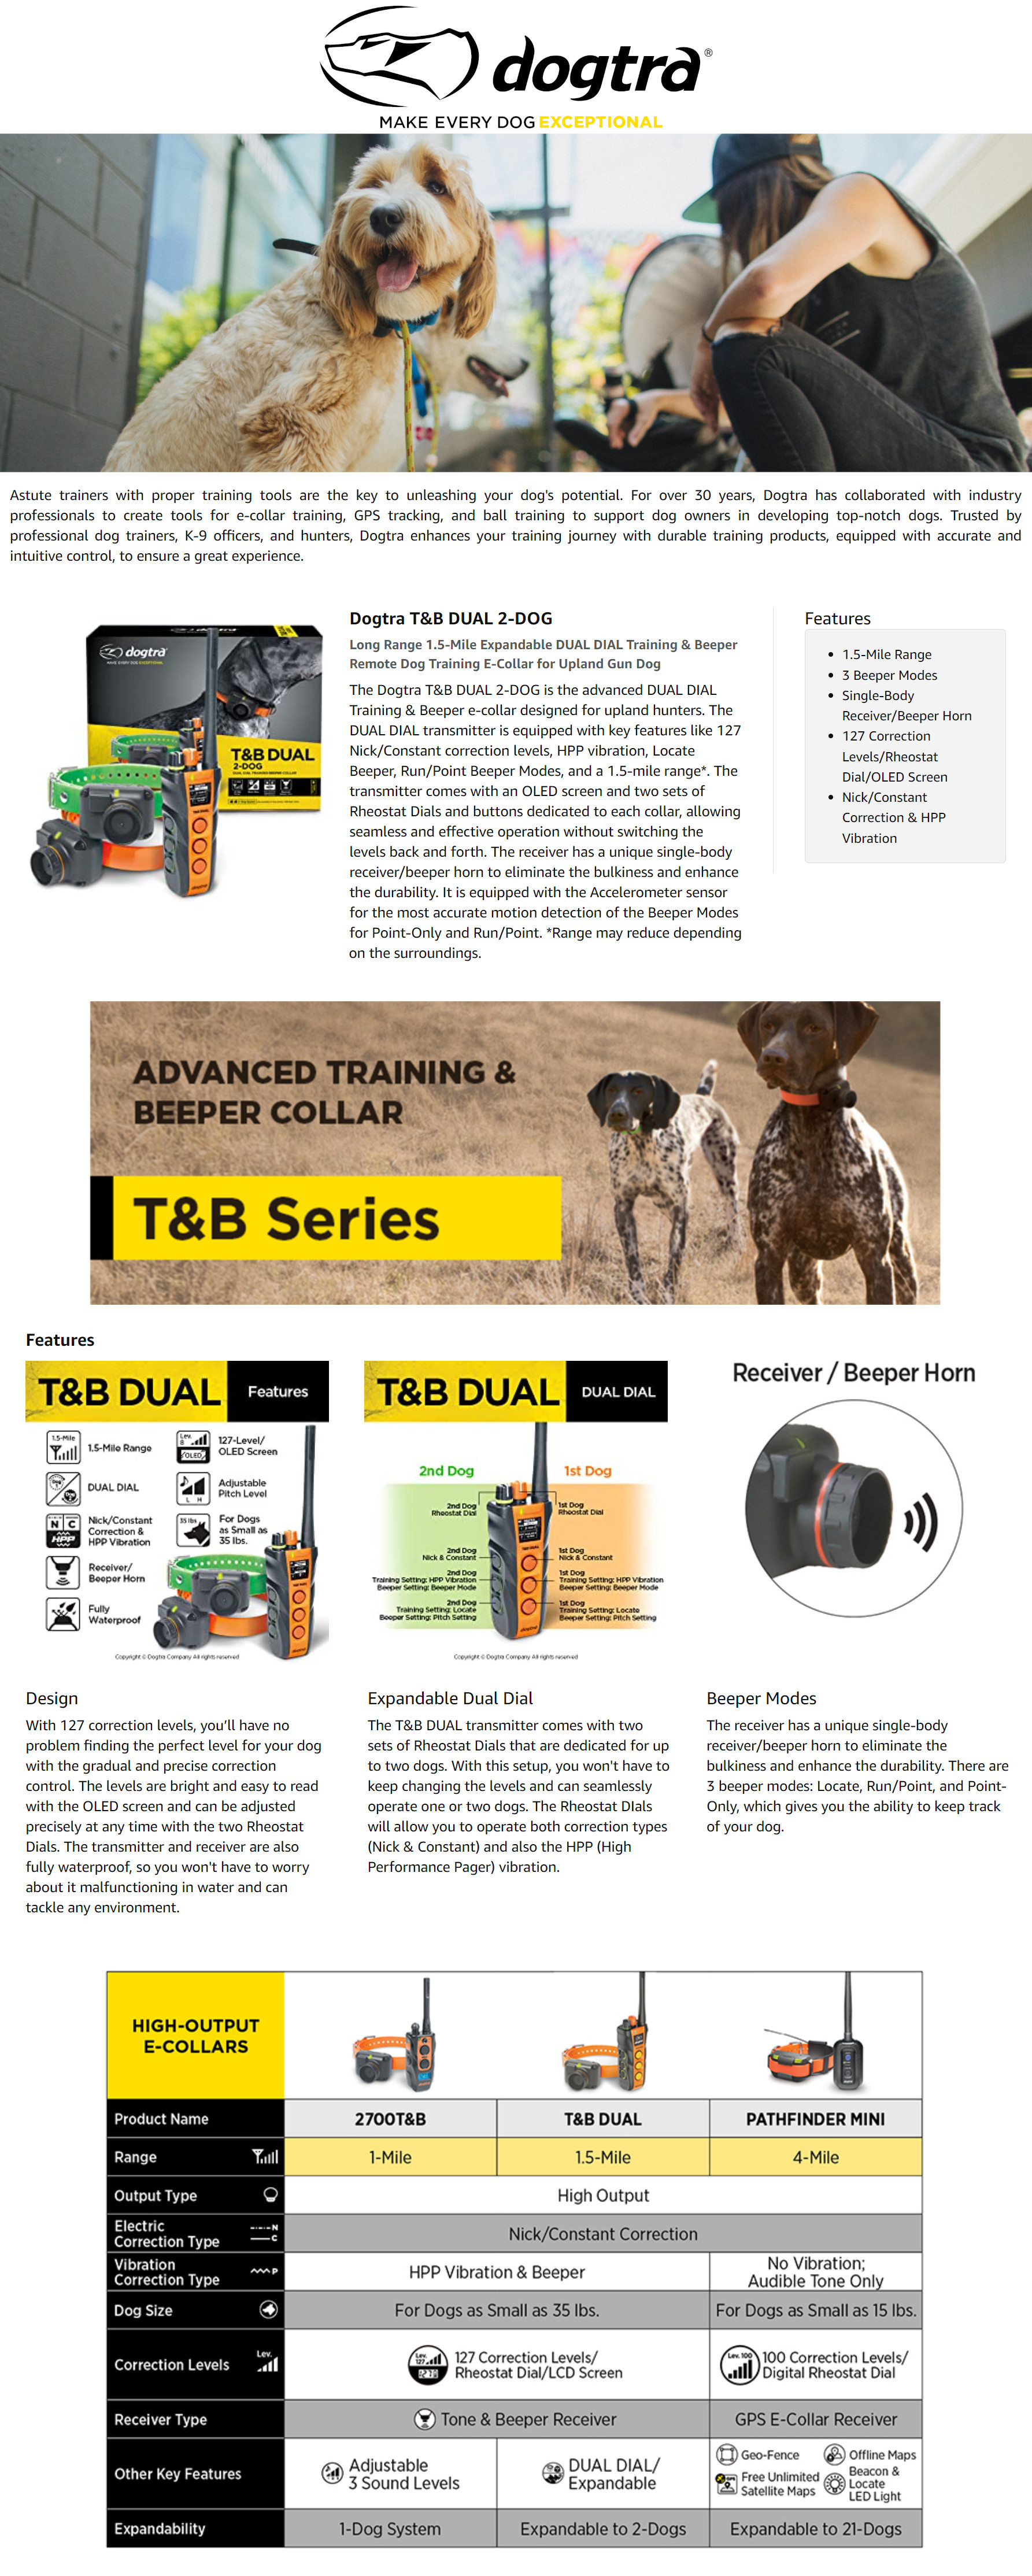 dogtra®
MAKE EVERY DOG EXCEPTIONAL
Astute trainers with proper training tools are the key to unleashing your dog's potential. For over 30 years, Dogtra has collaborated with industry
professionals to create tools for e-collar training, GPS tracking, and ball training to support dog owners in developing top-notch dogs. Trusted by
professional dog trainers, K-9 officers, and hunters, Dogtra enhances your training journey with durable training products, equipped with accurate and
intuitive control, to ensure a great experience.
dogtra
MAKE EVERY DOG EXCEPTIONAL
T&B DUAL
2-DOG
Dogtra T&B DUAL 2-DOG
Long Range 1.5-Mile Expandable DUAL DIAL Training & Beeper
Remote Dog Training E-Collar for Upland Gun Dog
The Dogtra T&B DUAL 2-DOG is the advanced DUAL DIAL
Training & Beeper e-collar designed for upland hunters. The
DUAL DIAL transmitter is equipped with key features like 127
Nick/Constant correction levels, HPP vibration, Locate
Beeper, Run/Point Beeper Modes, and a 1.5-mile range*. The
transmitter comes with an OLED screen and two sets of
Rheostat Dials and buttons dedicated to each collar, allowing
seamless and effective operation without switching the
levels back and forth. The receiver has a unique single-body
receiver/beeper horn to eliminate the bulkiness and enhance
the durability. It is equipped with the Accelerometer sensor
for the most accurate motion detection of the Beeper Modes
for Point-Only and Run/Point. *Range may reduce depending
on the surroundings.
Features
• 1.5-Mile Range
• 3 Beeper Modes
• Single-Body
Receiver/Beeper Horn
• 127 Correction
Levels/Rheostat
Dial/OLED Screen
• Nick/Constant
Correction & HPP
Vibration
ADVANCED TRAINING &
BEEPER COLLAR
T&B Series
Features
T&B DUAL Features
1.5-Mile
1.5-Mile Range
DUAL DIAL
N C
HPP
Nick/Constant
Correction &
HPP Vibration
Receiver/
Beeper Horn
Fully
Waterproof
Lev.
OLED
127-Level/
OLED Screen
L H
Adjustable
Pitch Level
35 lbs
For Dogs
as Small as
35 lbs.
Copyright © Dogtra Company All rights reserved
T&B DUAL DUAL DIAL
2nd Dog
1st Dog
2nd Dog
Rheostat Dial
1st Dog
Rheostat Dial
2nd Dog
Nick & Constant
1st Dog
Nick & Constant
2nd Dog
Training Setting: HPP Vibration
Beeper Setting: Beeper Mode
1st Dog
Training Setting: HPP Vibration
Beeper Setting: Beeper Mode
2nd Dog
Training Setting: Locate
Beeper Setting: Pitch Setting
1st Dog
Training Setting: Locate
Beeper Setting: Pitch Setting
dogtra
Copyright © Dogtra Company All rights reserved
Receiver / Beeper Horn
Design
With 127 correction levels, you'll have no
problem finding the perfect level for your dog
with the gradual and precise correction
control. The levels are bright and easy to read
with the OLED screen and can be adjusted
precisely at any time with the two Rheostat
Dials. The transmitter and receiver are also
fully waterproof, so you won't have to worry
about it malfunctioning in water and can
tackle any environment.
Expandable Dual Dial
The T&B DUAL transmitter comes with two
sets of Rheostat Dials that are dedicated for up
to two dogs. With this setup, you won't have to
keep changing the levels and can seamlessly
operate one or two dogs. The Rheostat DIals
will allow you to operate both correction types
(Nick & Constant) and also the HPP (High
Performance Pager) vibration.
Beeper Modes
The receiver has a unique single-body
receiver/beeper horn to eliminate the
bulkiness and enhance the durability. There are
3 beeper modes: Locate, Run/Point, and Point-
Only, which gives you the ability to keep track
of your dog.
HIGH-OUTPUT
E-COLLARS
Product Name 2700T&B T&B DUAL PATHFINDER MINI
Range 1-Mile 1.5-Mile 4-Mile
Output Type High Output
Electric
Correction Type N
C
Nick/Constant Correction
Vibration
Correction Type P
HPP Vibration & Beeper
No Vibration;
Audible Tone Only
Dog Size For Dogs as Small as 35 lbs. For Dogs as Small as 15 lbs.
Correction Levels Lev.
Lev.
127
127 Correction Levels/
Rheostat Dial/LCD Screen
Lev. 100
100 Correction Levels/
Digital Rheostat Dial
Receiver Type Tone & Beeper Receiver GPS E-Collar Receiver
Other Key Features
Adjustable
3 Sound Levels
DUAL DIAL/
Expandable
Geo-Fence
Offline Maps
Free Unlimited
Satellite Maps
Beacon &
Locate
LED Light
Expandability 1-Dog System Expandable to 2-Dogs Expandable to 21-Dogs